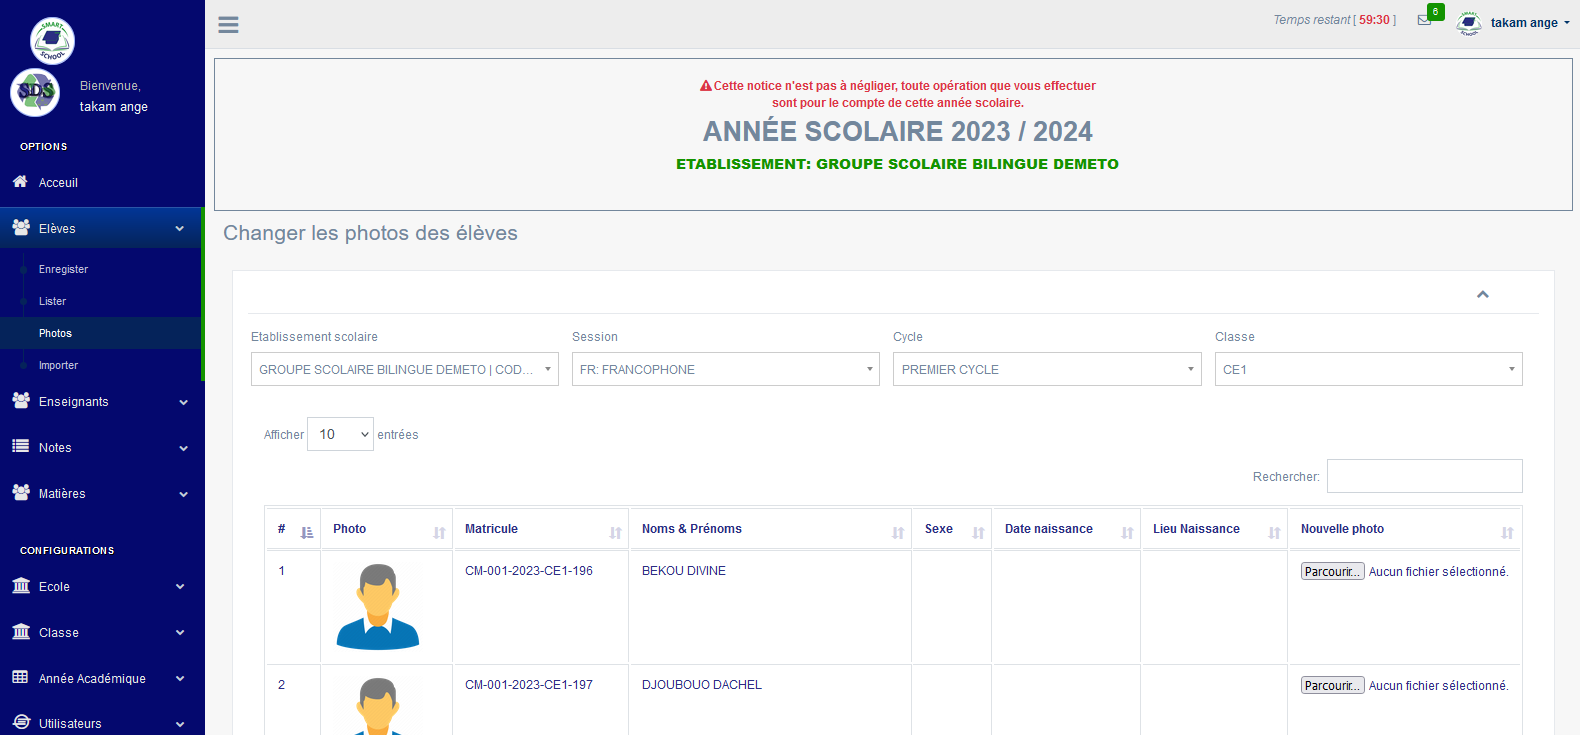 SMART
SCHOOL
Temps restant [ 59:30 ]
6
SMART
SCHOOL
takam ange
SDS
Bienvenue,
takam ange
Cette notice n'est pas à négliger, toute opération que vous effectuer
sont pour le compte de cette année scolaire.
ANNÉE SCOLAIRE 2023 / 2024
ETABLISSEMENT: GROUPE SCOLAIRE BILINGUE DEMETO
OPTIONS
Acceuil
Elèves
Enregister
Lister
Photos
Importer
Enseignants
Notes
Matières
CONFIGURATIONS
Ecole
Classe
Année Académique
Utilisateurs
Changer les photos des élèves
Etablissement scolaire
GROUPE SCOLAIRE BILINGUE DEMETO | COD...
Session
FR: FRANCOPHONE
Cycle
PREMIER CYCLE
Classe
CE1
Afficher 10 entrées
Rechercher:
# Photo Matricule Noms & Prénoms Sexe Date naissance Lieu Naissance Nouvelle photo
1 CM-001-2023-CE1-196 BEKOU DIVINE Parcourir... Aucun fichier sélectionné.
2 CM-001-2023-CE1-197 DJOUBOUO DACHEL Parcourir... Aucun fichier sélectionné.